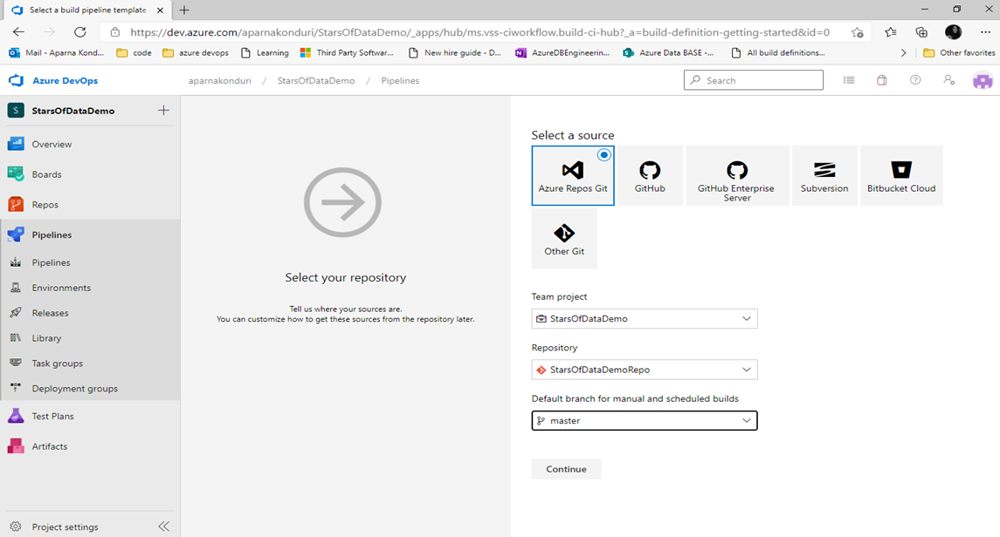 Select a build pipeline template
https://dev.azure.com/aparnakonduri/StarsOfDataDemo/_apps/hub/ms.vss-ciworkflow.build-ci-hub?_a=build-definition-getting-started&id=0
Mail - Aparna Kond... code azure devops Learning Third Party Softwar... New hire guide - D... AzureDBEngineerin... Azure Data BASE -... All build definitions... Other favorites
Azure DevOps aparnakonduri / StarsOfDataDemo / Pipelines Search
S StarsOfDataDemo
Overview
Boards
Repos
Pipelines
Pipelines
Environments
Releases
Library
Task groups
Deployment groups
Test Plans
Artifacts
Project settings
Select your repository
Tell us where your sources are.
You can customize how to get these sources from the repository later.
Select a source
Azure Repos Git
GitHub
GitHub Enterprise
Server
Subversion
Bitbucket Cloud
Other Git
Team project
StarsOfDataDemo
Repository
StarsOfDataDemoRepo
Default branch for manual and scheduled builds
master
Continue